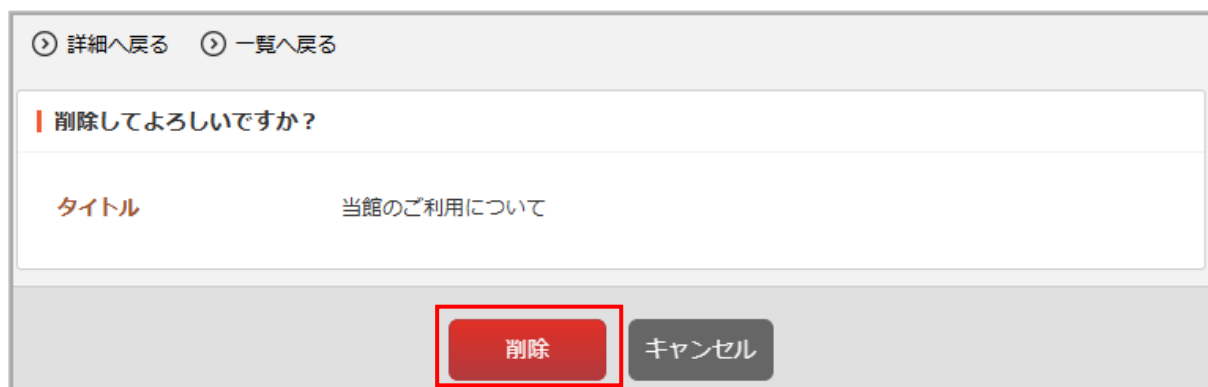 詳細へ戻る 一覧へ戻る
削除してよろしいですか？
タイトル 当館のご利用について
削除 キャンセル